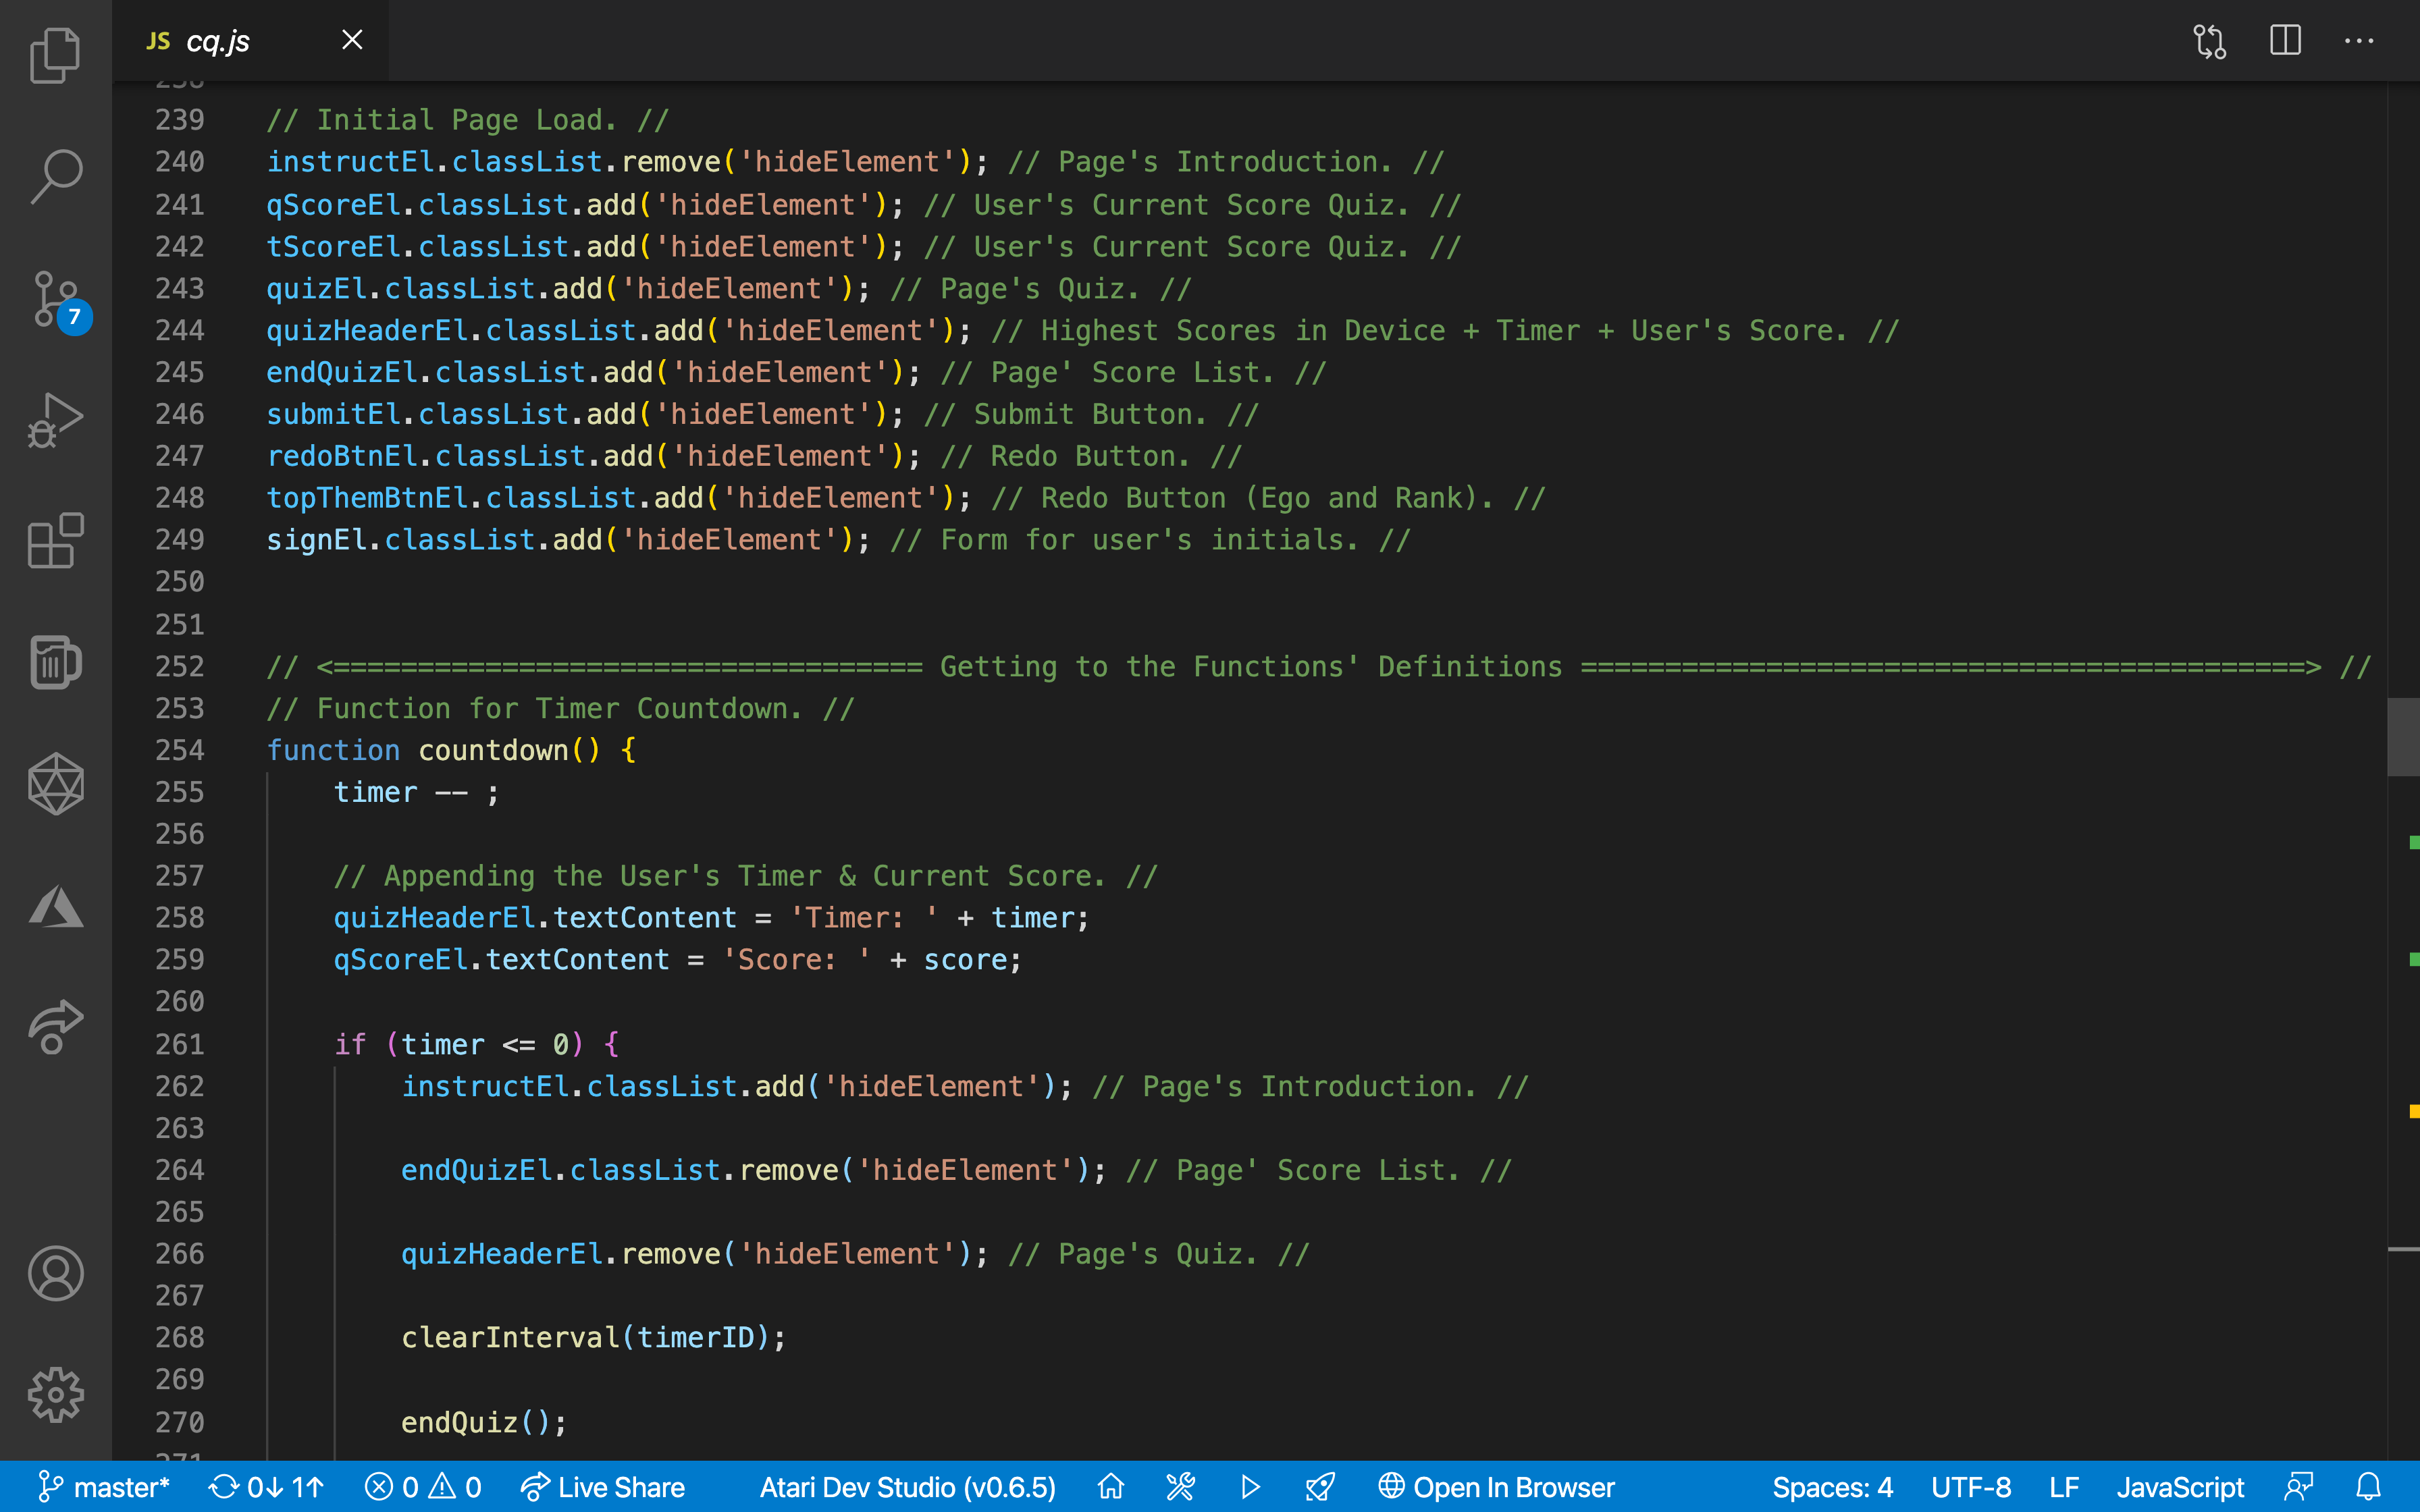 JS cq.js
239 // Initial Page Load. //
240 instructEl.classList.remove('hideElement'); // Page's Introduction. //
241 qScoreEl.classList.add('hideElement'); // User's Current Score Quiz. //
242 tScoreEl.classList.add('hideElement'); // User's Current Score Quiz. //
243 quizEl.classList.add('hideElement'); // Page's Quiz. //
244 quizHeaderEl.classList.add('hideElement'); // Highest Scores in Device + Timer + User's Score. //
245 endQuizEl.classList.add('hideElement'); // Page' Score List. //
246 submitEl.classList.add('hideElement'); // Submit Button. //
7
247 redoBtnEl.classList.add('hideElement'); // Redo Button. //
248 topThemBtnEl.classList.add('hideElement'); // Redo Button (Ego and Rank). //
249 signEl.classList.add('hideElement'); // Form for user's initials. //
250
251
252 // <=================================== Getting to the Functions' Definitions ===========================================> //
253 // Function for Timer Countdown. //
254 function countdown() {
255 timer -- ;
256
257 // Appending the User's Timer & Current Score. //
258 quizHeaderEl.textContent = 'Timer: ' + timer;
259 qScoreEl.textContent = 'Score: ' + score;
260
261 if (timer <= 0) {
262 instructEl.classList.add('hideElement'); // Page's Introduction. //
263
264 endQuizEl.classList.remove('hideElement'); // Page' Score List. //
265
266 quizHeaderEl.remove('hideElement'); // Page's Quiz. //
267
268 clearInterval(timerID);
269
270 endQuiz();
master* 0↓ 1↑ 0 0 Live Share Atari Dev Studio (v0.6.5) Open In Browser Spaces: 4 UTF-8 LF JavaScript